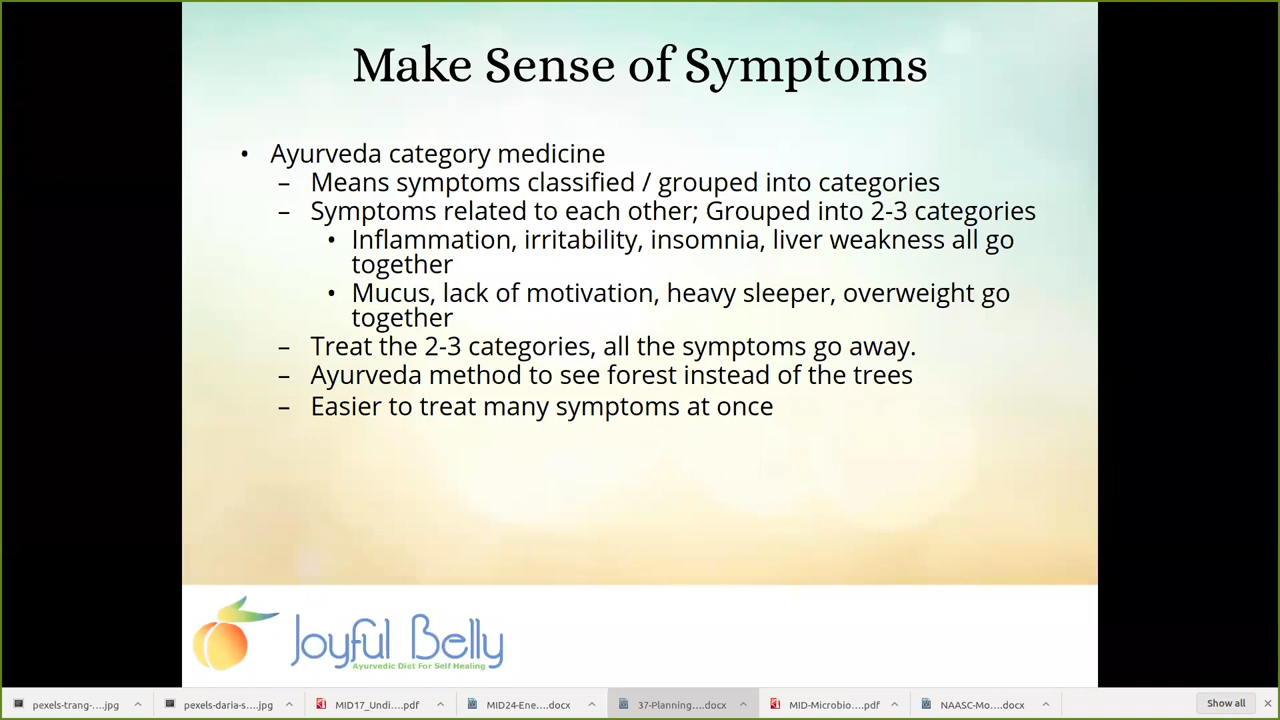 Make Sense of Symptoms
• Ayurveda category medicine
– Means symptoms classified / grouped into categories
– Symptoms related to each other; Grouped into 2-3 categories
• Inflammation, irritability, insomnia, liver weakness all go
together
• Mucus, lack of motivation, heavy sleeper, overweight go
together
– Treat the 2-3 categories, all the symptoms go away.
– Ayurveda method to see forest instead of the trees
– Easier to treat many symptoms at once
Joyful Belly
Ayurvedic Diet For Self Healing
pexels-trang-....jpg
pexels-daria-s....jpg
MID17_Undi....pdf
MID24-Ene....docx
37-Planning....docx
MID-Microbio....pdf
NAASC-Mo....docx
Show all